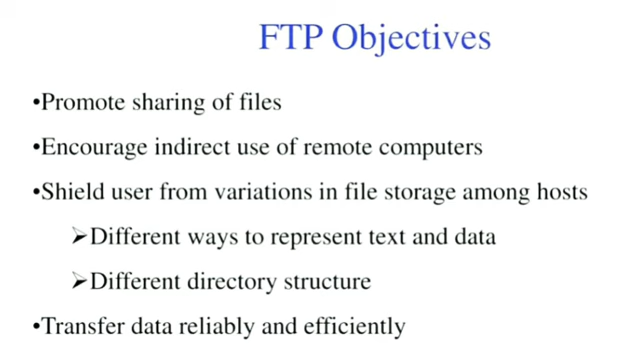 FTP Objectives
•Promote sharing of files
•Encourage indirect use of remote computers
•Shield user from variations in file storage among hosts
➢Different ways to represent text and data
➢Different directory structure
•Transfer data reliably and efficiently